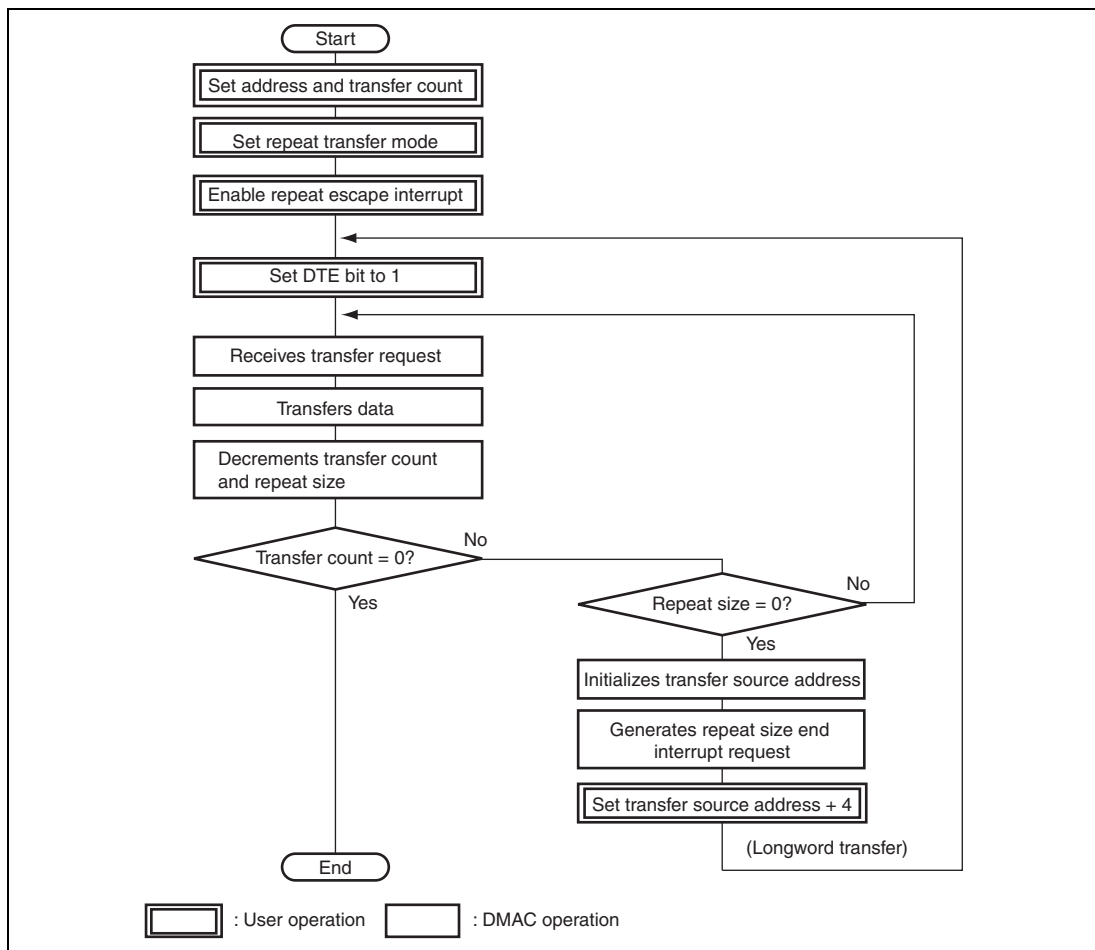 Start
Set address and transfer count
Set repeat transfer mode
Enable repeat escape interrupt
Set DTE bit to 1
Receives transfer request
Transfers data
Decrements transfer count
and repeat size
Transfer count = 0?
No
Yes
Repeat size = 0?
No
Yes
Initializes transfer source address
Generates repeat size end
interrupt request
Set transfer source address + 4
(Longword transfer)
End
: User operation
: DMAC operation